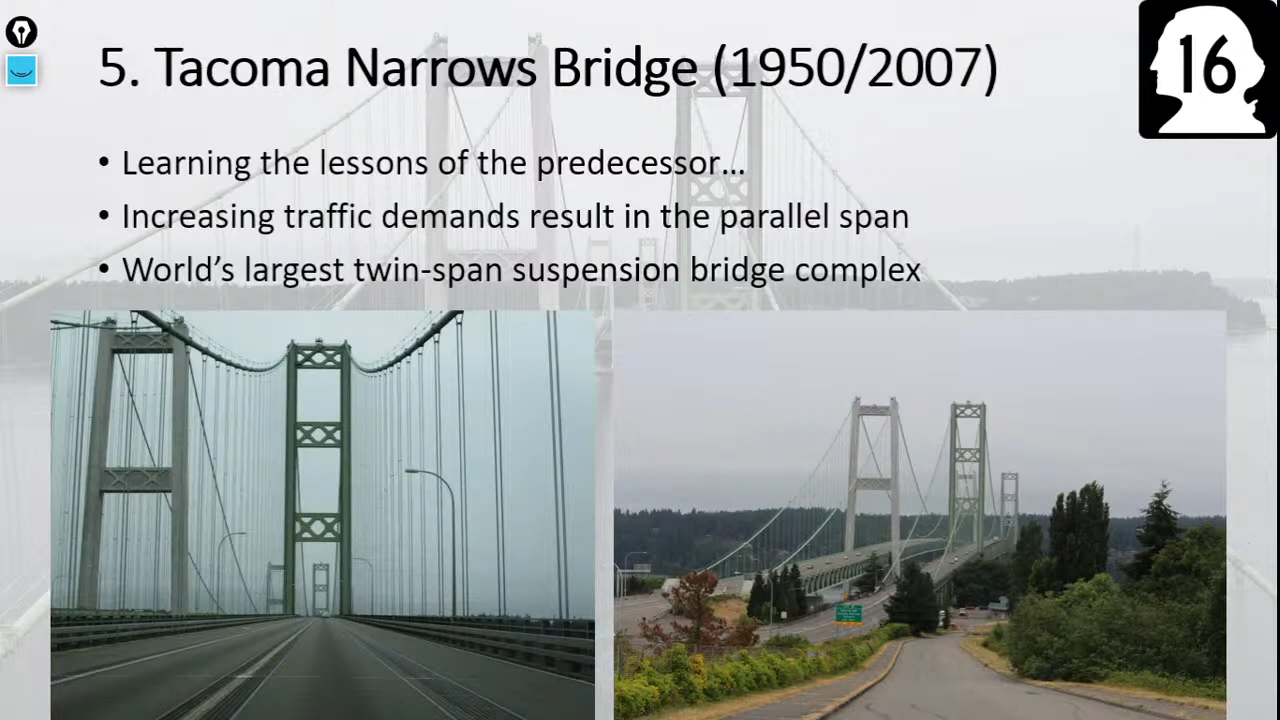 5. Tacoma Narrows Bridge (1950/2007)
16
• Learning the lessons of the predecessor...
• Increasing traffic demands result in the parallel span
• World's largest twin-span suspension bridge complex